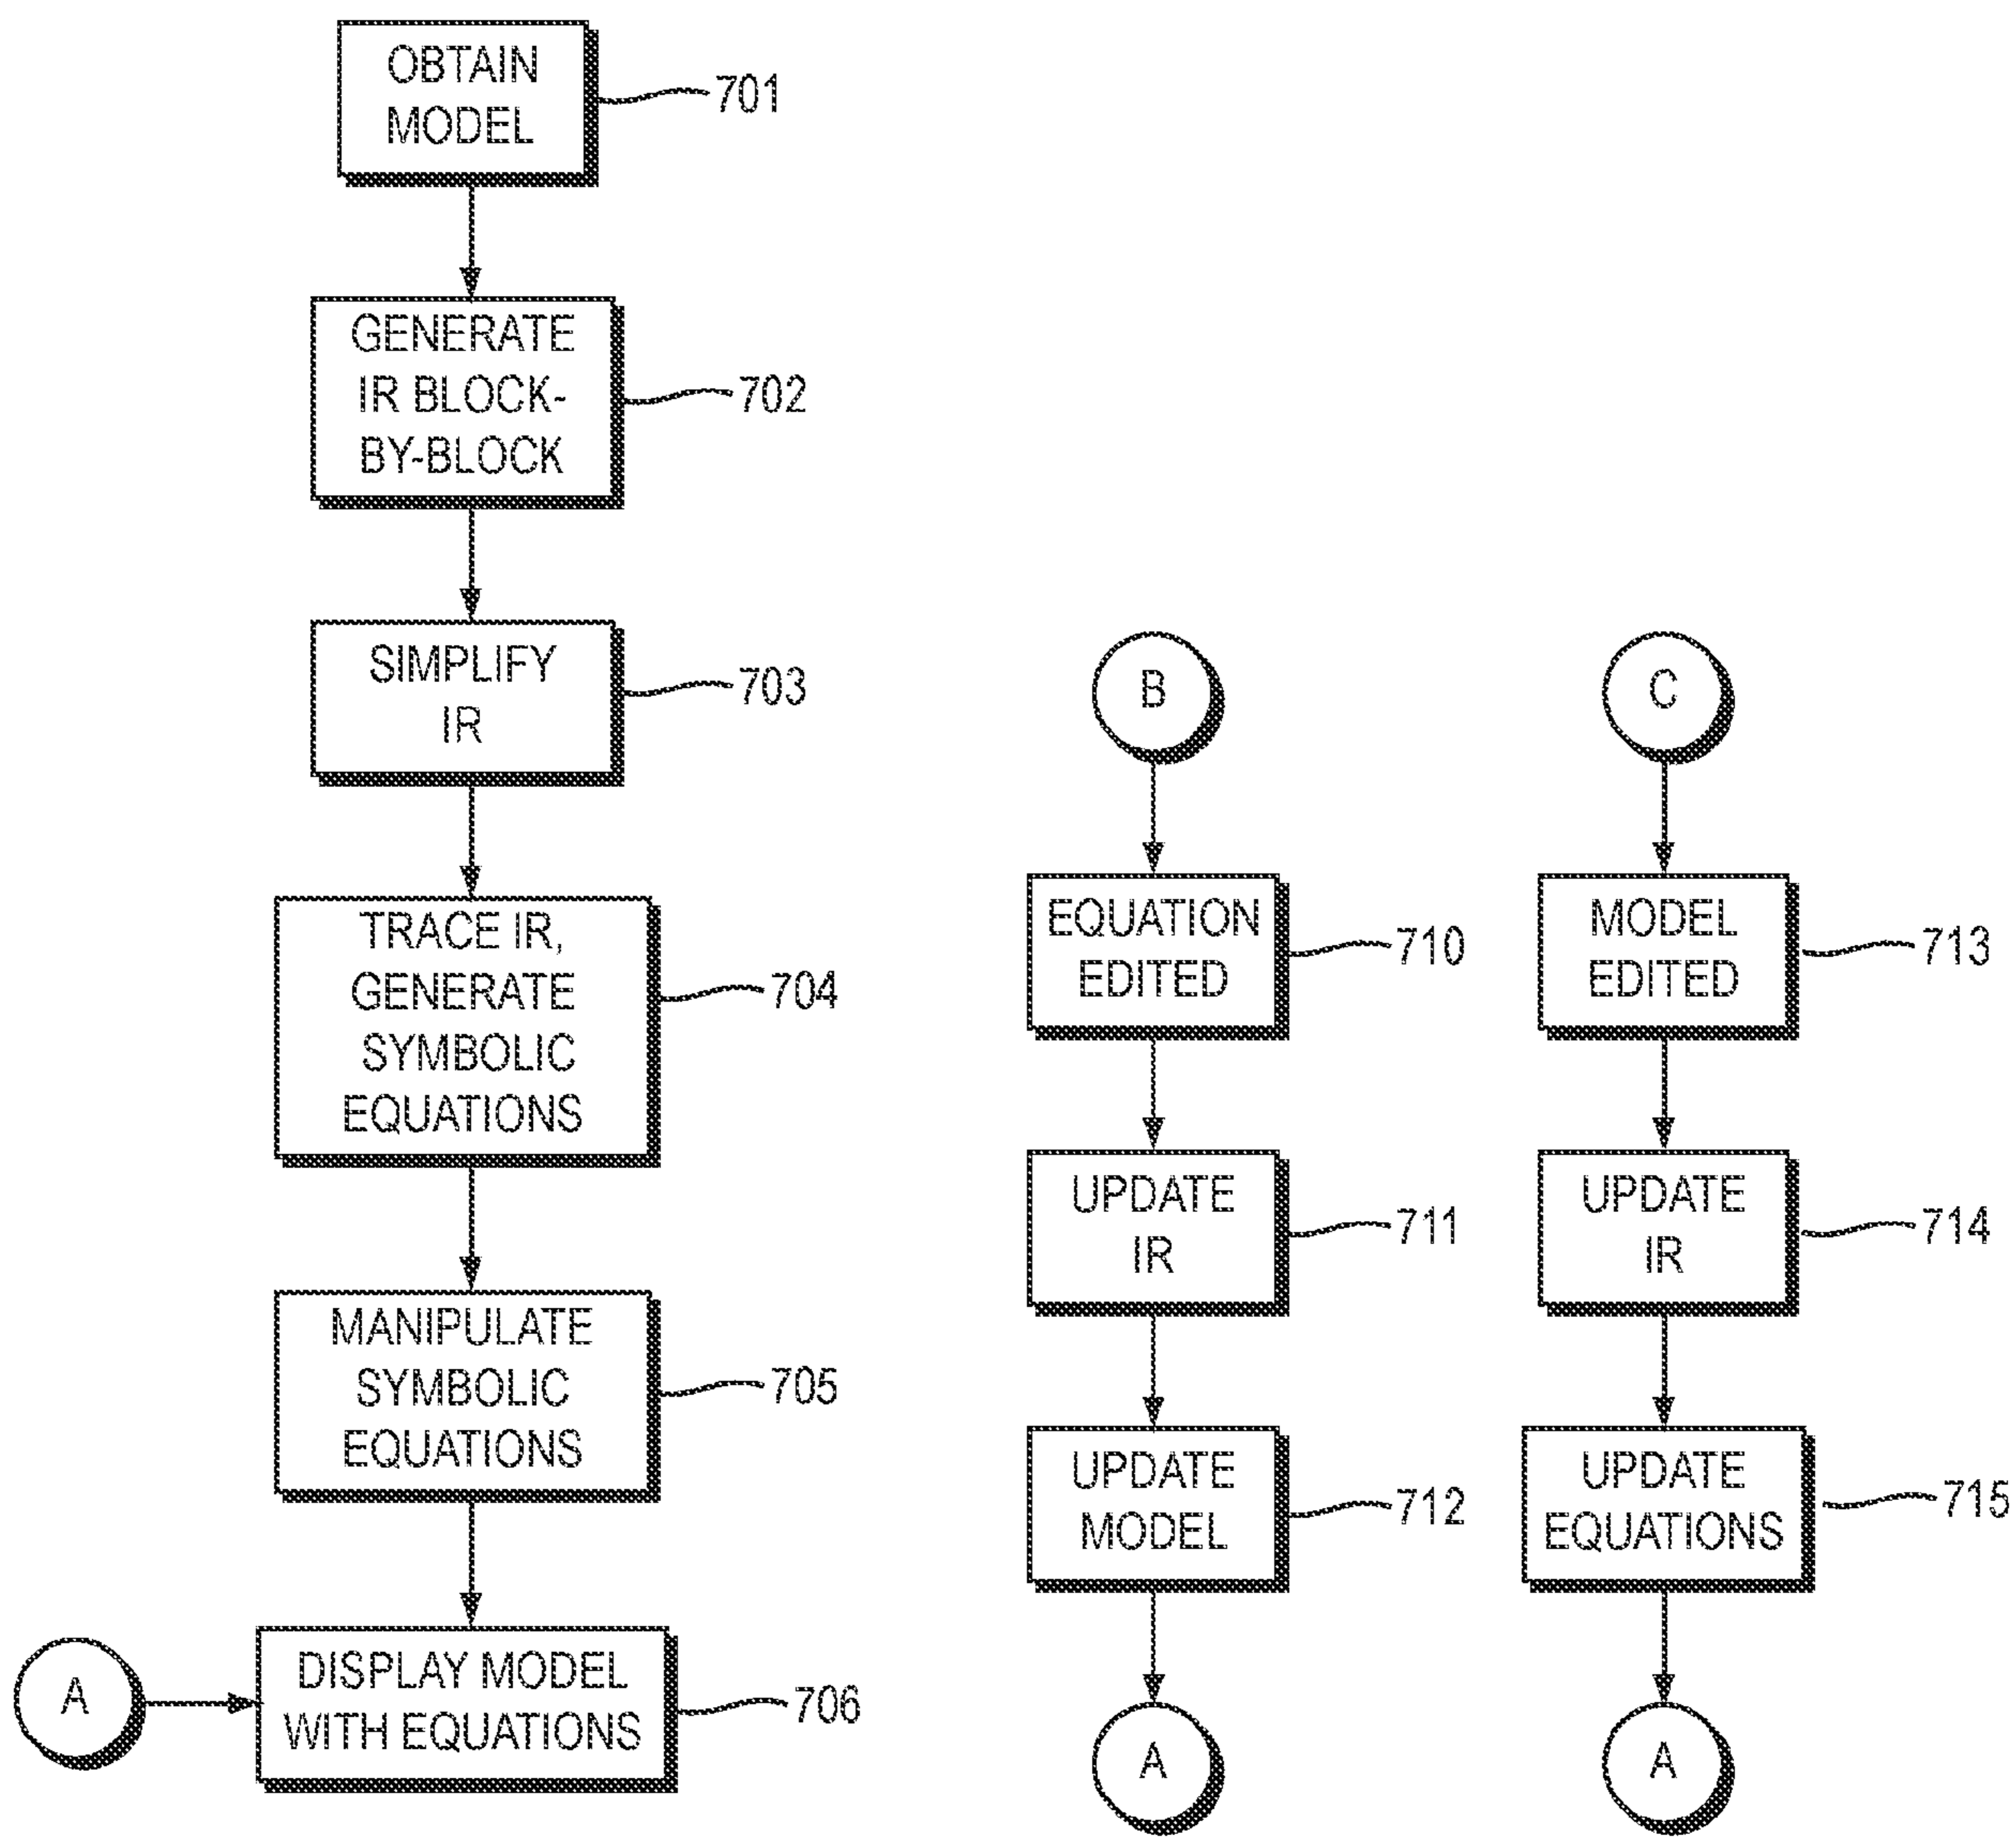 OBTAIN
MODEL
701
GENERATE
IR BLOCK-
BY-BLOCK
702
SIMPLIFY
IR
703
TRACE IR,
GENERATE
SYMBOLIC
EQUATIONS
704
MANIPULATE
SYMBOLIC
EQUATIONS
705
A
DISPLAY MODEL
WITH EQUATIONS
706
B
EQUATION
EDITED
710
UPDATE
IR
711
UPDATE
MODEL
712
A
C
MODEL
EDITED
713
UPDATE
IR
714
UPDATE
EQUATIONS
715
A